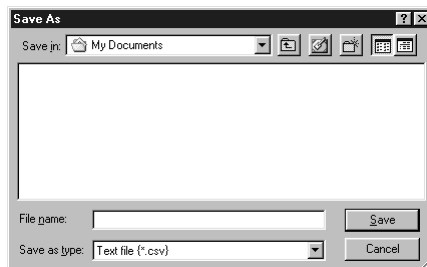 Save As
Save in: My Documents
File name:
Save
Save as type: Text file {*.csv}
Cancel